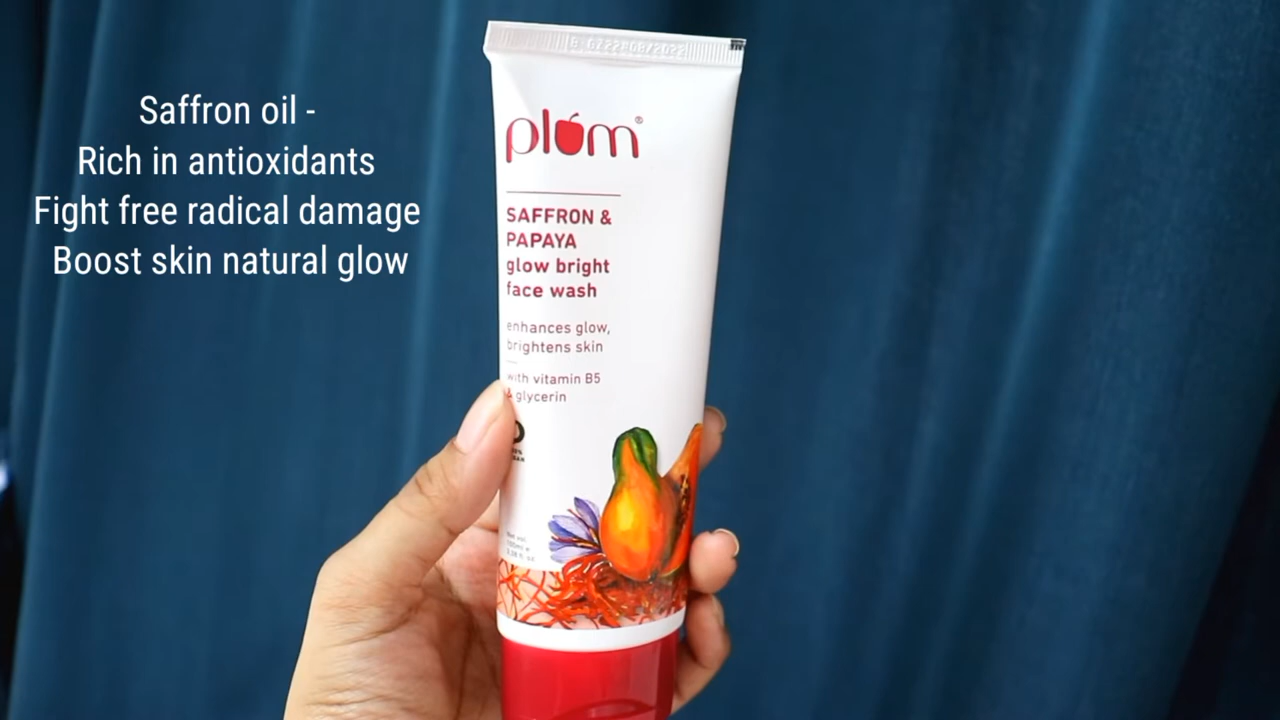 Saffron oil -
Rich in antioxidants
Fight free radical damage
Boost skin natural glow
plum®
SAFFRON &
PAPAYA
glow bright
face wash
enhances glow,
brightens skin
with vitamin B5
& glycerin